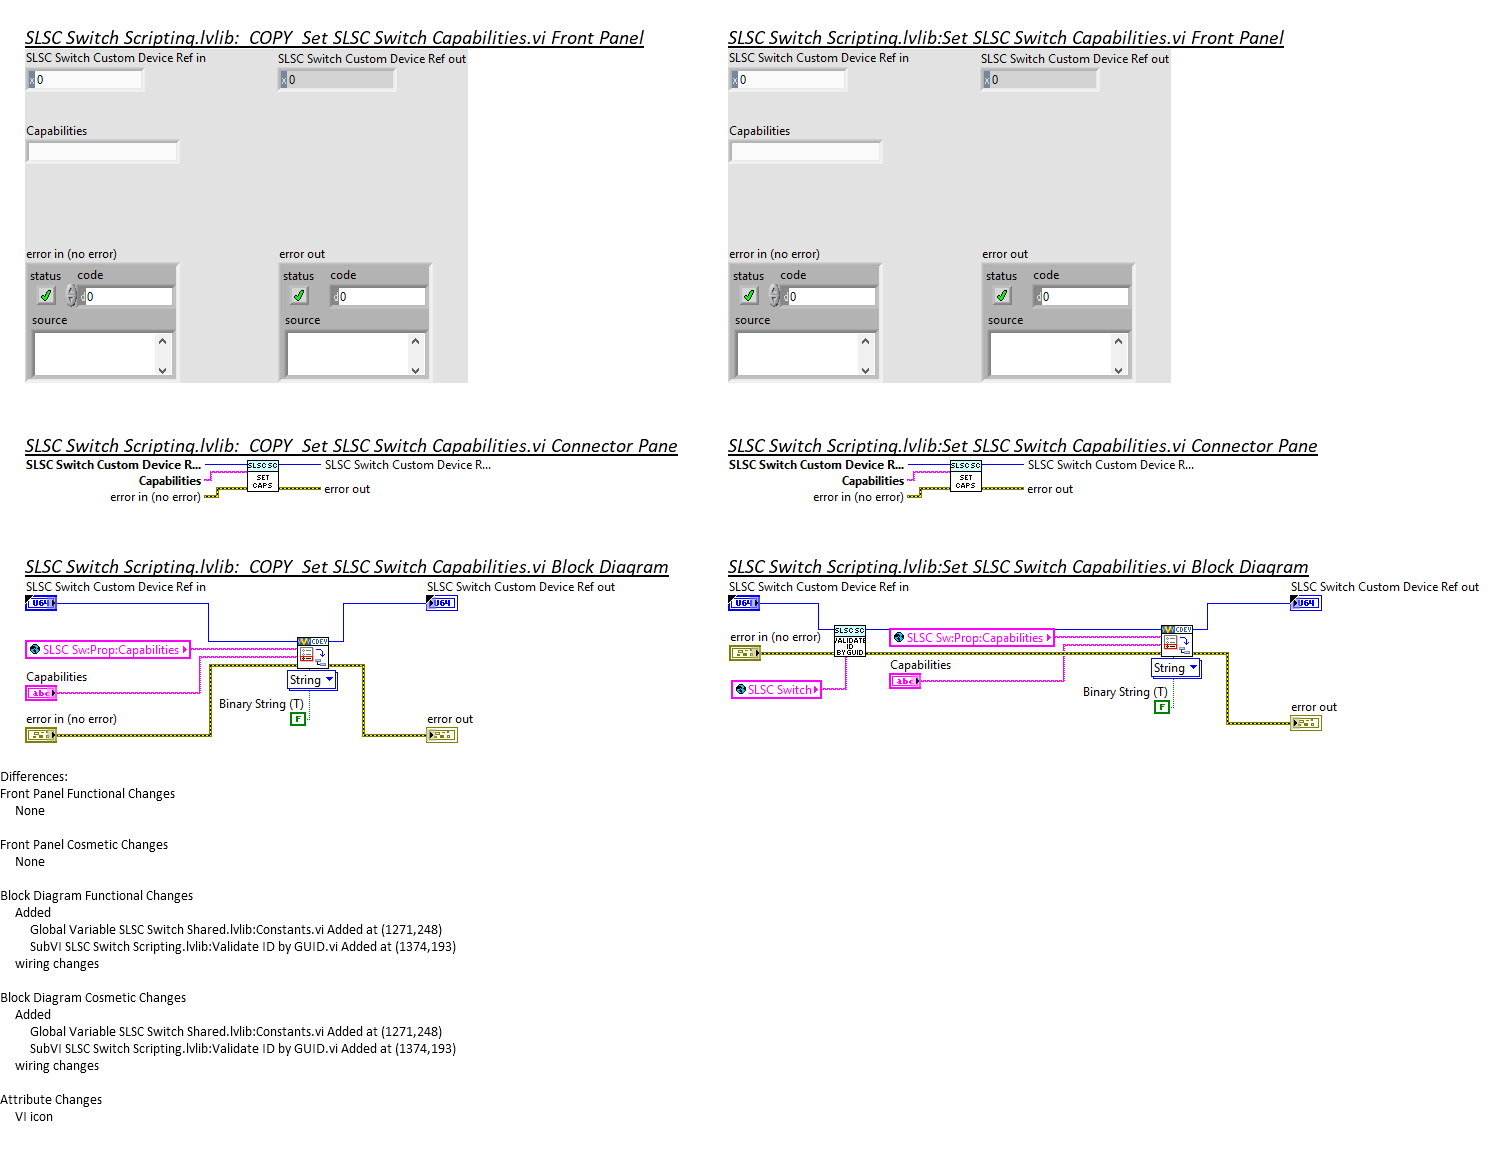 SLSC Switch Scripting.lvlib:  COPY  Set SLSC Switch Capabilities.vi Front Panel
SLSC Switch Custom Device Ref in
SLSC Switch Custom Device Ref out
x 0
x 0
Capabilities
error in (no error)
error out
status
code
status
code
d 0
d 0
source
source
SLSC Switch Scripting.lvlib:Set SLSC Switch Capabilities.vi Front Panel
SLSC Switch Custom Device Ref in
SLSC Switch Custom Device Ref out
x 0
x 0
Capabilities
error in (no error)
error out
status
code
status
code
d 0
d 0
source
source
SLSC Switch Scripting.lvlib:  COPY  Set SLSC Switch Capabilities.vi Connector Pane
SLSC Switch Custom Device R...
Capabilities
error in (no error)
SLSC SC
SET
CAPS
SLSC Switch Custom Device R...
error out
SLSC Switch Scripting.lvlib:Set SLSC Switch Capabilities.vi Connector Pane
SLSC Switch Custom Device R...
Capabilities
error in (no error)
SLSC SC
SET
CAPS
SLSC Switch Custom Device R...
error out
SLSC Switch Scripting.lvlib:  COPY  Set SLSC Switch Capabilities.vi Block Diagram
SLSC Switch Custom Device Ref in
SLSC Switch Custom Device Ref out
U64
U64
CDEV
SLSC Sw:Prop:Capabilities
Capabilities
abc
String
Binary String (T)
F
error in (no error)
error out
SLSC Switch Scripting.lvlib:Set SLSC Switch Capabilities.vi Block Diagram
SLSC Switch Custom Device Ref in
SLSC Switch Custom Device Ref out
U64
U64
error in (no error)
SLSC SC
VALIDATE
ID
BY GUID
SLSC Sw:Prop:Capabilities
CDEV
Capabilities
abc
String
SLSC Switch
Binary String (T)
F
error out
Differences:
Front Panel Functional Changes
None
Front Panel Cosmetic Changes
None
Block Diagram Functional Changes
Added
Global Variable SLSC Switch Shared.lvlib:Constants.vi Added at (1271,248)
SubVI SLSC Switch Scripting.lvlib:Validate ID by GUID.vi Added at (1374,193)
wiring changes
Block Diagram Cosmetic Changes
Added
Global Variable SLSC Switch Shared.lvlib:Constants.vi Added at (1271,248)
SubVI SLSC Switch Scripting.lvlib:Validate ID by GUID.vi Added at (1374,193)
wiring changes
Attribute Changes
VI icon